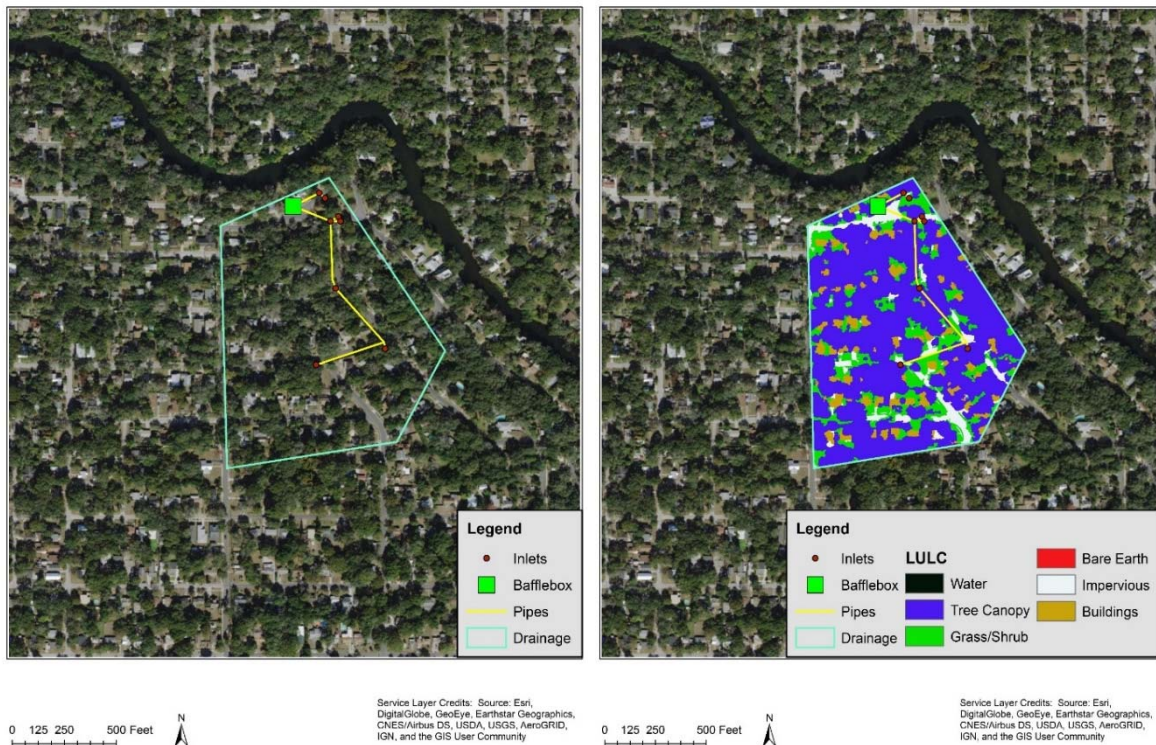 Legend
Inlets
Bafflebox
Pipes
Drainage
0 125 250 500 Feet
N
Service Layer Credits: Source: Esri,
DigitalGlobe, GeoEye, Earthstar Geographics,
CNES/Airbus DS, USDA, USGS, AeroGRID,
IGN, and the GIS User Community
Legend
Inlets
Bafflebox
Pipes
Drainage
LULC
Water
Tree Canopy
Grass/Shrub
Bare Earth
Impervious
Buildings
0 125 250 500 Feet
N
Service Layer Credits: Source: Esri,
DigitalGlobe, GeoEye, Earthstar Geographics,
CNES/Airbus DS, USDA, USGS, AeroGRID,
IGN, and the GIS User Community